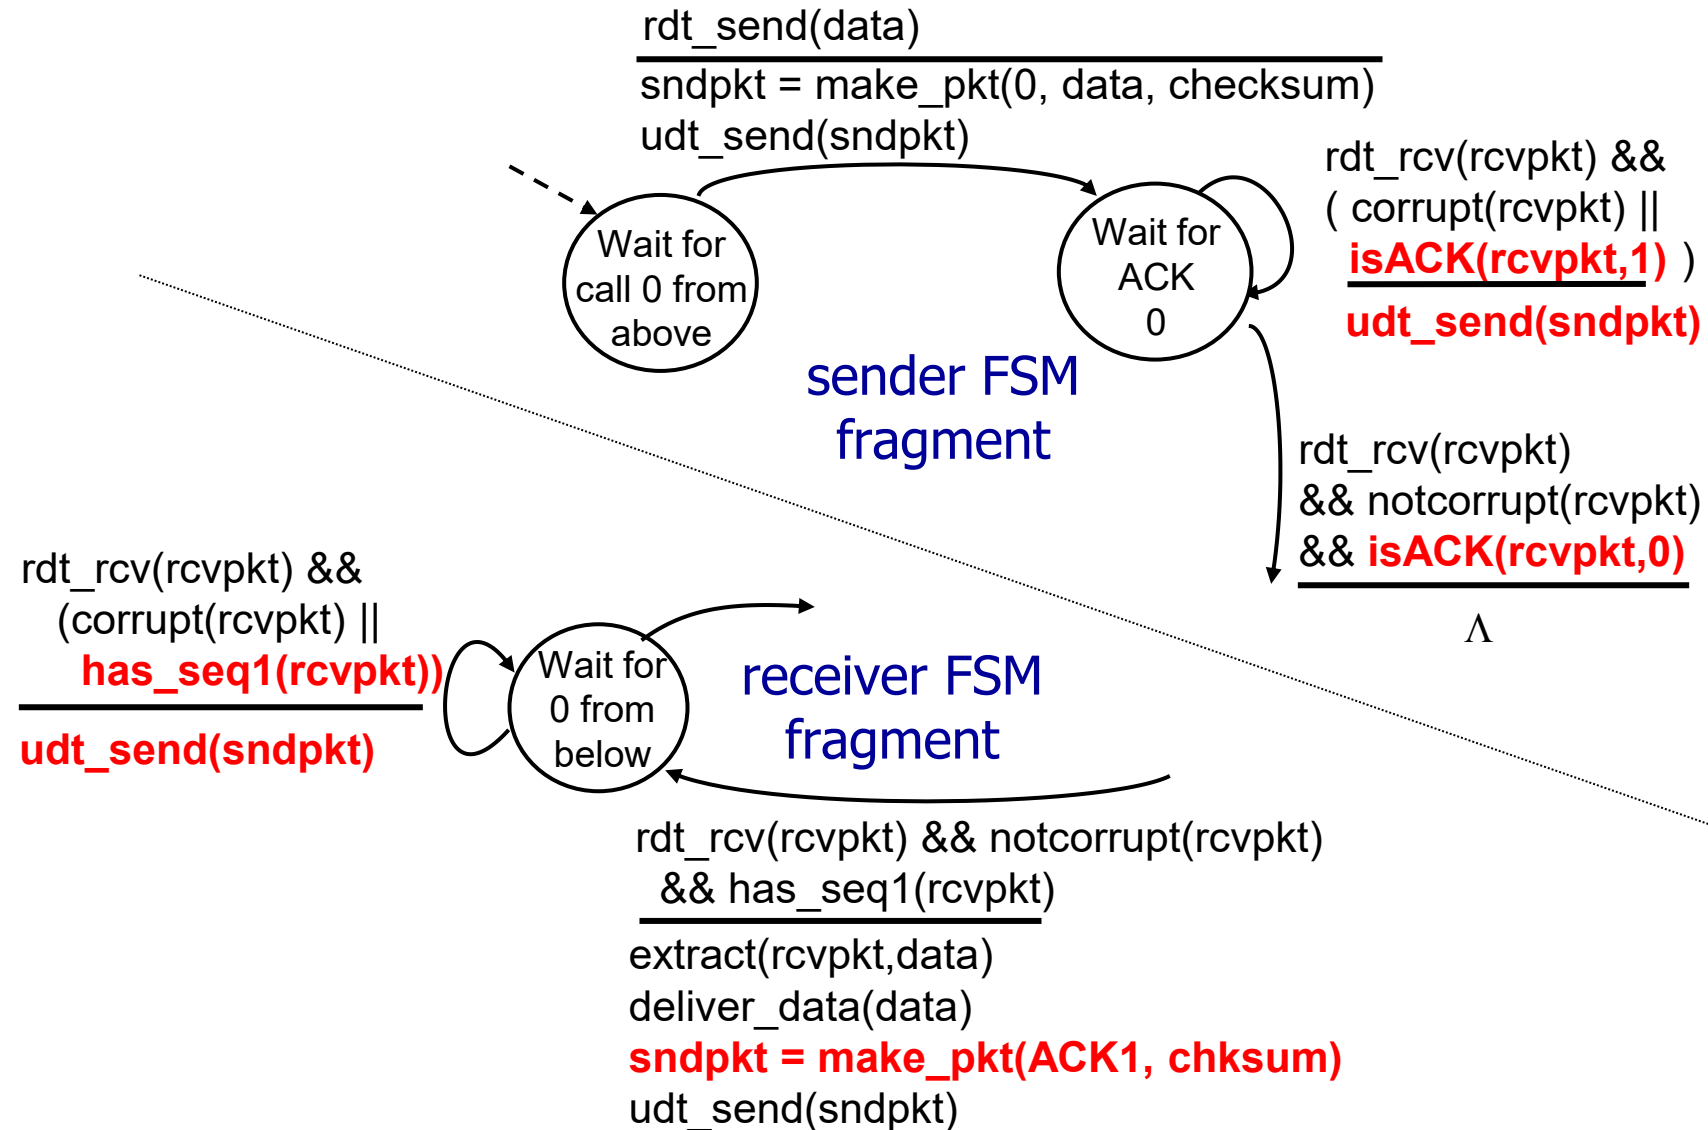 rdt_send(data)
sndpkt = make_pkt(0, data, checksum)
udt_send(sndpkt)
Wait for
call 0 from
above
Wait for
ACK
0
rdt_rcv(rcvpkt) &&
( corrupt(rcvpkt) ||
isACK(rcvpkt,1) )
udt_send(sndpkt)
sender FSM
fragment
rdt_rcv(rcvpkt)
&& notcorrupt(rcvpkt)
&& isACK(rcvpkt,0)
Λ
rdt_rcv(rcvpkt) &&
(corrupt(rcvpkt) ||
has_seq1(rcvpkt))
udt_send(sndpkt)
Wait for
0 from
below
receiver FSM
fragment
rdt_rcv(rcvpkt) && notcorrupt(rcvpkt)
&& has_seq1(rcvpkt)
extract(rcvpkt,data)
deliver_data(data)
sndpkt = make_pkt(ACK1, chksum)
udt_send(sndpkt)